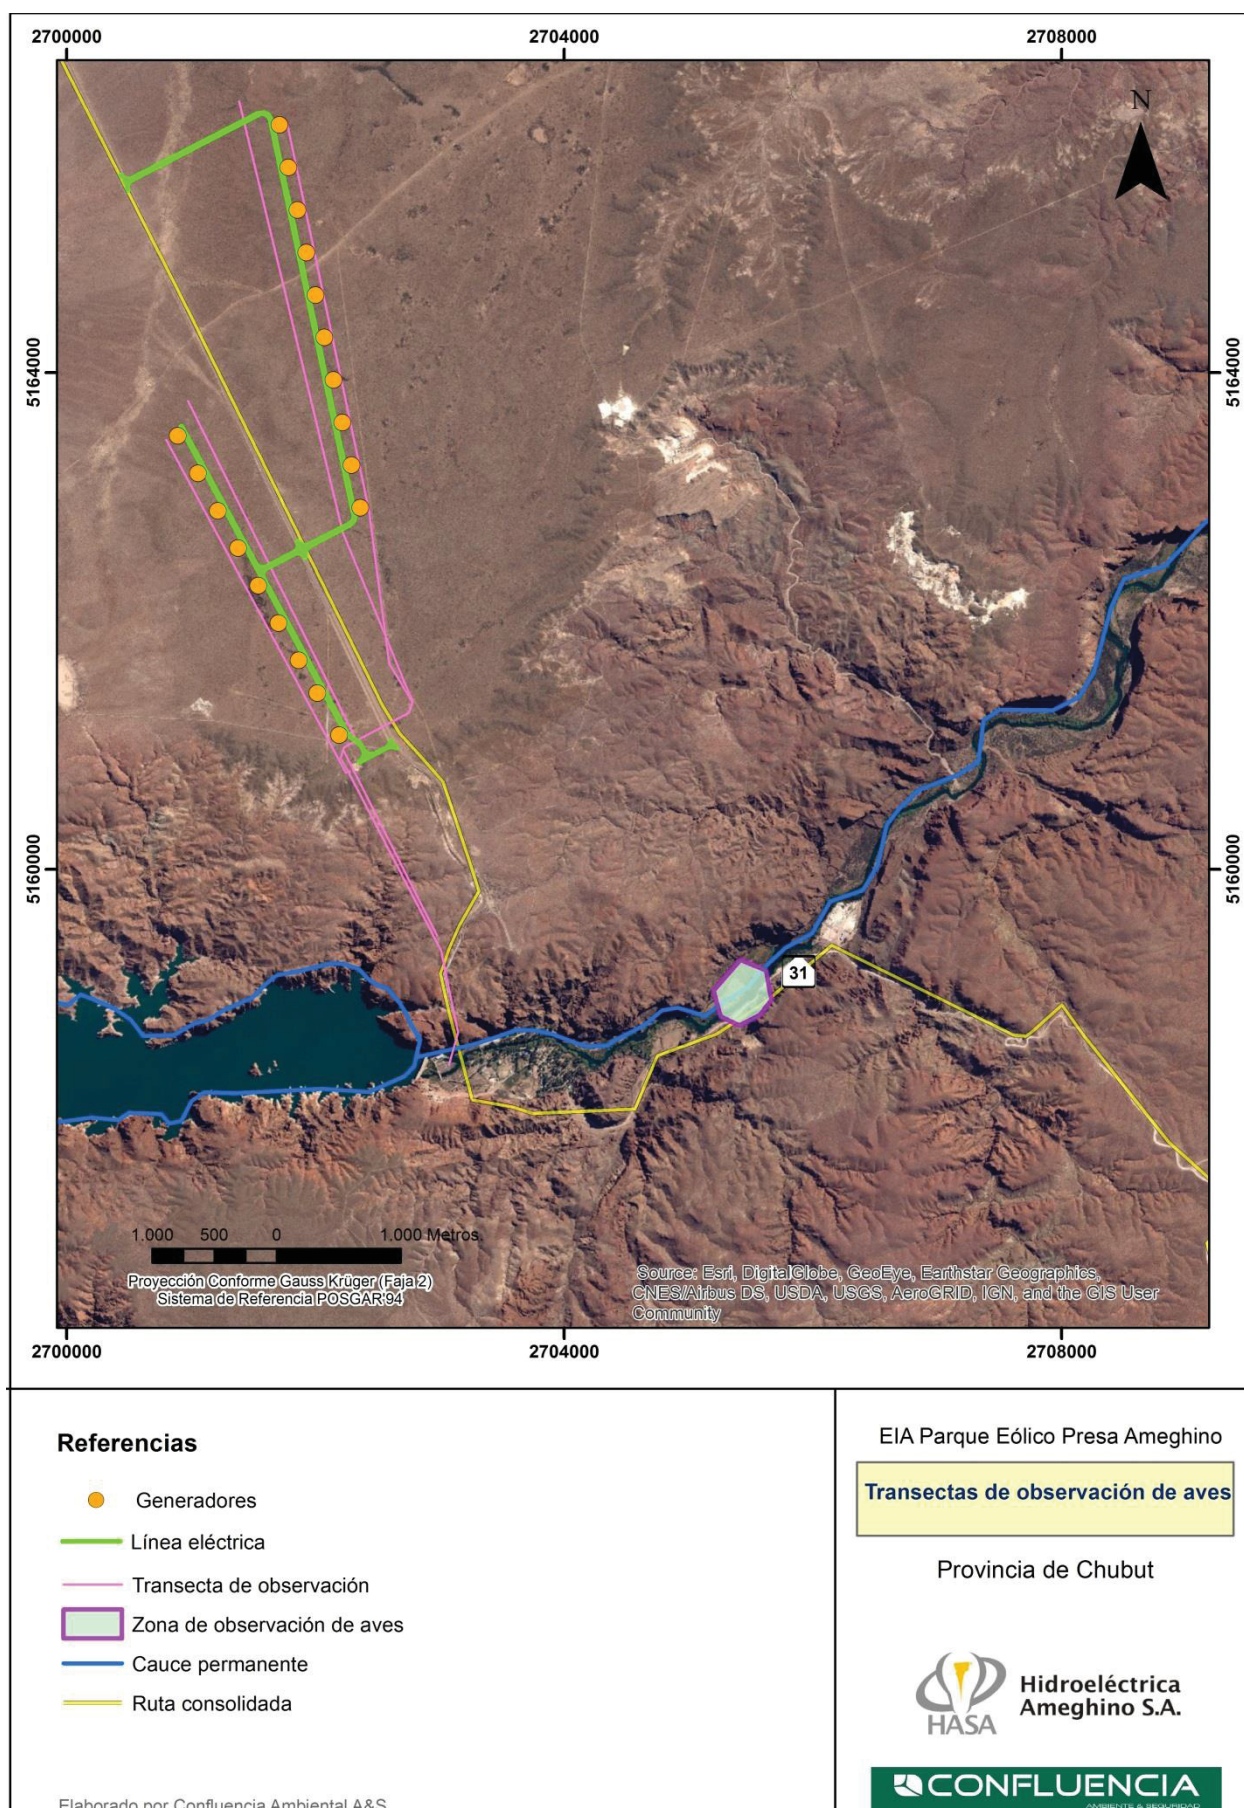 2700000 2704000 2708000
N
5164000 5164000
5160000 5160000
31
1.000 500 0 1.000 Metros
Proyección Conforme Gauss Krüger (Faja 2)
Sistema de Referencia POSGAR'94
Source: Esri, DigitalGlobe, GeoEye, Earthstar Geographics,
CNES/Airbus DS, USDA, USGS, AeroGRID, IGN, and the GIS User
Community
2700000 2704000 2708000
Referencias
Generadores
Línea eléctrica
Transecta de observación
Zona de observación de aves
Cauce permanente
Ruta consolidada
Elaborado por Confluencia Ambiental A&S
EIA Parque Eólico Presa Ameghino
Transectas de observación de aves
Provincia de Chubut
HASA
Hidroeléctrica
Ameghino S.A.
CONFLUENCIA
AMBIENTE & SEGURIDAD